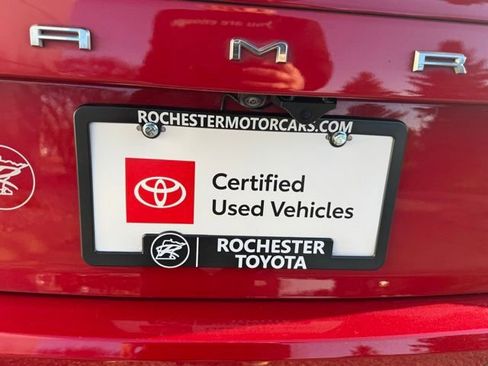 A M R
ROCHESTERMOTORCARS.COM
Certified
Used Vehicles
ROCHESTER
TOYOTA